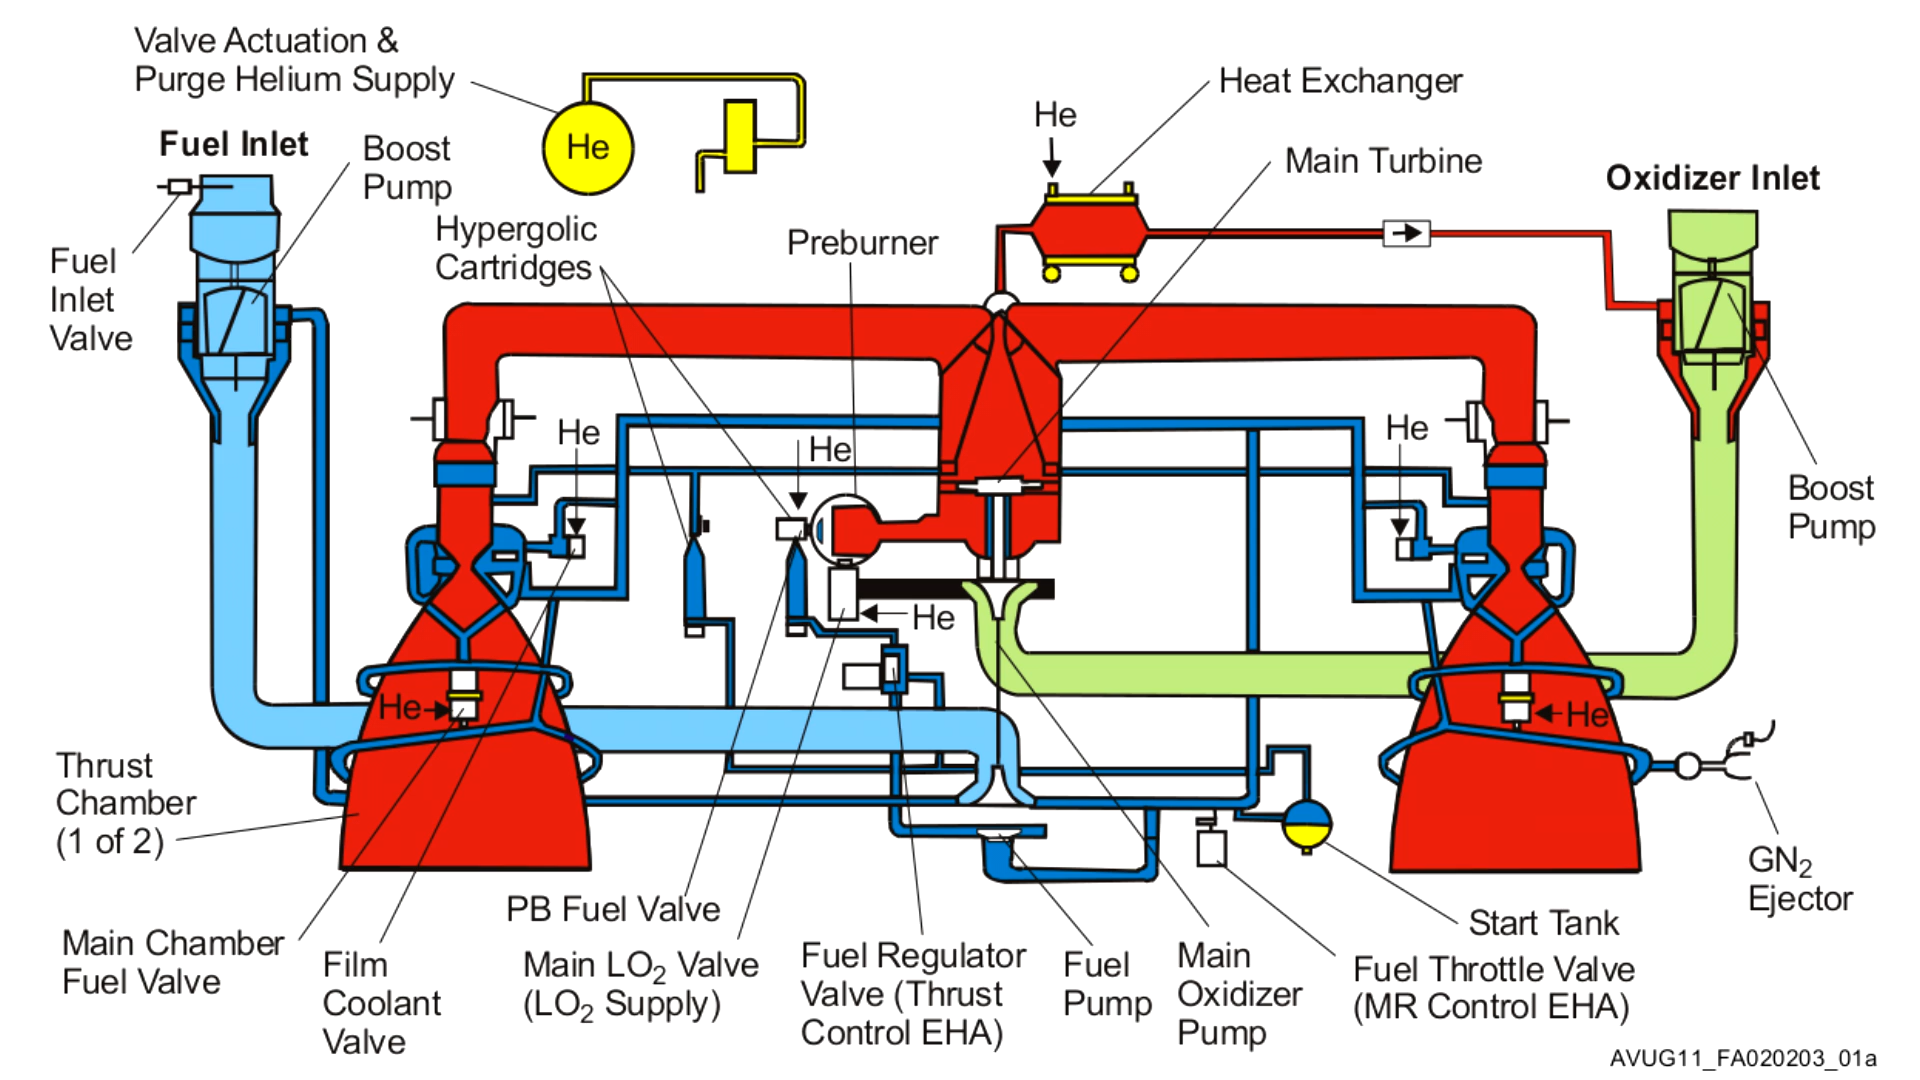 Valve Actuation &
Purge Helium Supply
He
Heat Exchanger
He
Fuel Inlet
Boost
Pump
Main Turbine
Oxidizer Inlet
Hypergolic
Cartridges
Preburner
Fuel
Inlet
Valve
He
He
He
Boost
Pump
He
He
He
Thrust
Chamber
(1 of 2)
GN2
Ejector
PB Fuel Valve
Start Tank
Main Chamber
Fuel Valve
Film
Coolant
Valve
Main LO2 Valve
(LO2 Supply)
Fuel Regulator
Valve (Thrust
Control EHA)
Fuel
Pump
Main
Oxidizer
Pump
Fuel Throttle Valve
(MR Control EHA)
AVUG11_FA020203_01a